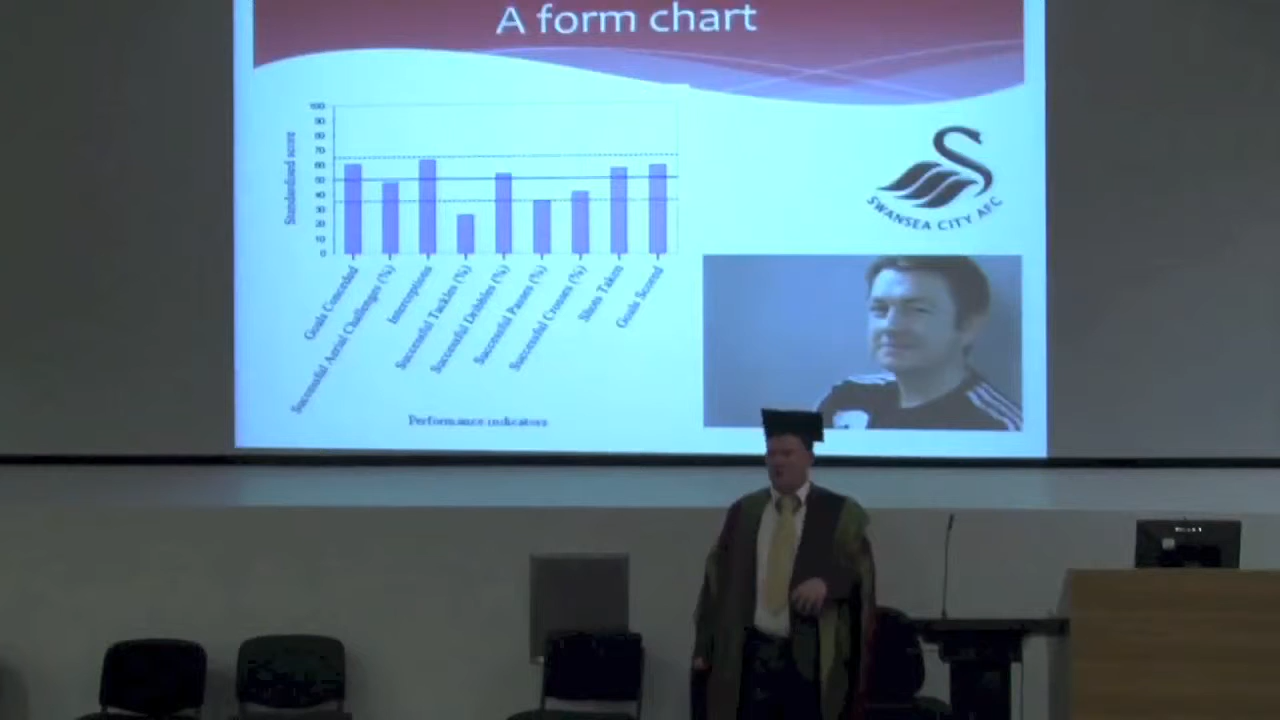 A form chart
100
90
80
70
60
50
40
30
20
10
0
Standardised score
Goals Conceded
Successful Aerial Challenges (%)
Interceptions
Successful Tackles (%)
Successful Dribbles (%)
Successful Passes (%)
Successful Crosses (%)
Shots Taken
Goals Scored
Performance indicators
SWANSEA CITY AFC